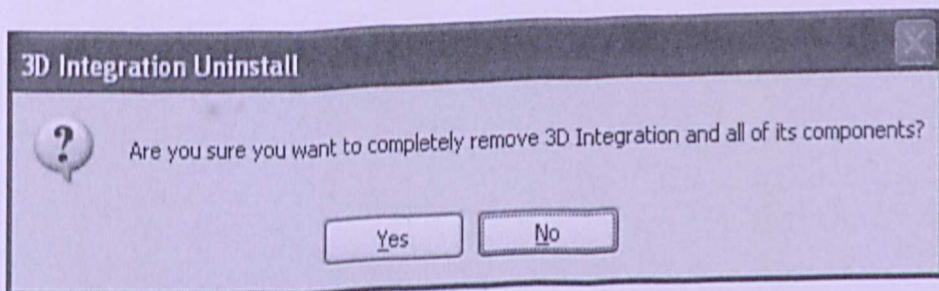 3D Integration Uninstall
Are you sure you want to completely remove 3D Integration and all of its components?
Yes
No